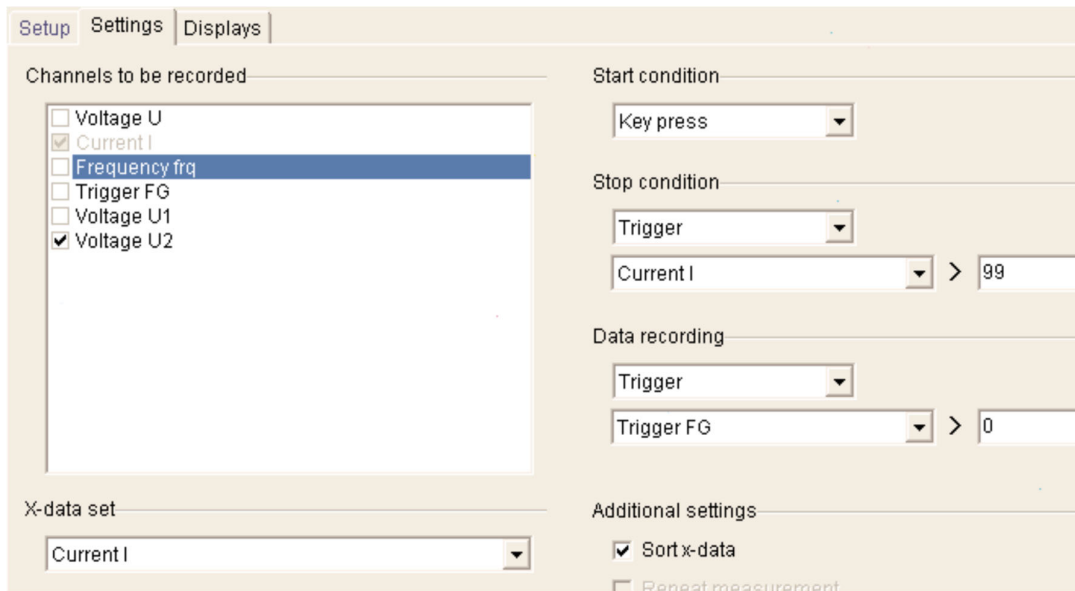 Setup Settings Displays
Channels to be recorded
Voltage U
Current I
Frequency frq
Trigger FG
Voltage U1
Voltage U2
X-data set
Current I
Start condition
Key press
Stop condition
Trigger
Current I > 99
Data recording
Trigger
Trigger FG > 0
Additional settings
Sort x-data
Repeat measurement